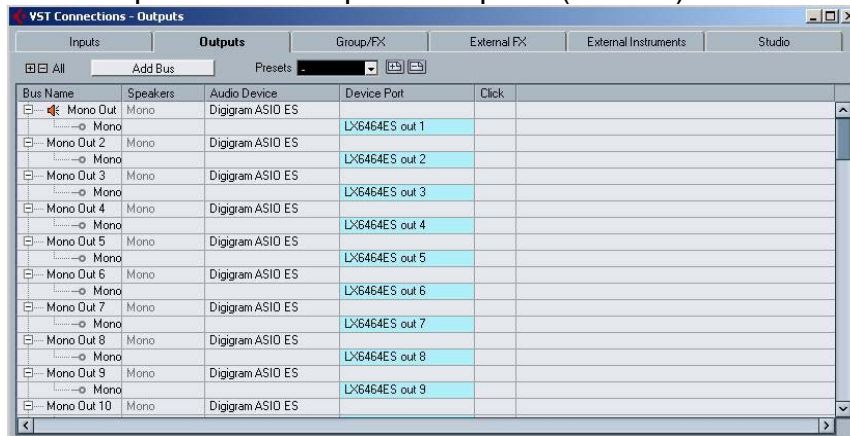 VST Connections - Outputs
Inputs Outputs Group/FX External FX External Instruments Studio
All Add Bus Presets -
Bus Name Speakers Audio Device Device Port Click
Mono Out Mono Digigram ASIO ES
Mono LX6464ES out 1
Mono Out 2 Mono Digigram ASIO ES
Mono LX6464ES out 2
Mono Out 3 Mono Digigram ASIO ES
Mono LX6464ES out 3
Mono Out 4 Mono Digigram ASIO ES
Mono LX6464ES out 4
Mono Out 5 Mono Digigram ASIO ES
Mono LX6464ES out 5
Mono Out 6 Mono Digigram ASIO ES
Mono LX6464ES out 6
Mono Out 7 Mono Digigram ASIO ES
Mono LX6464ES out 7
Mono Out 8 Mono Digigram ASIO ES
Mono LX6464ES out 8
Mono Out 9 Mono Digigram ASIO ES
Mono LX6464ES out 9
Mono Out 10 Mono Digigram ASIO ES